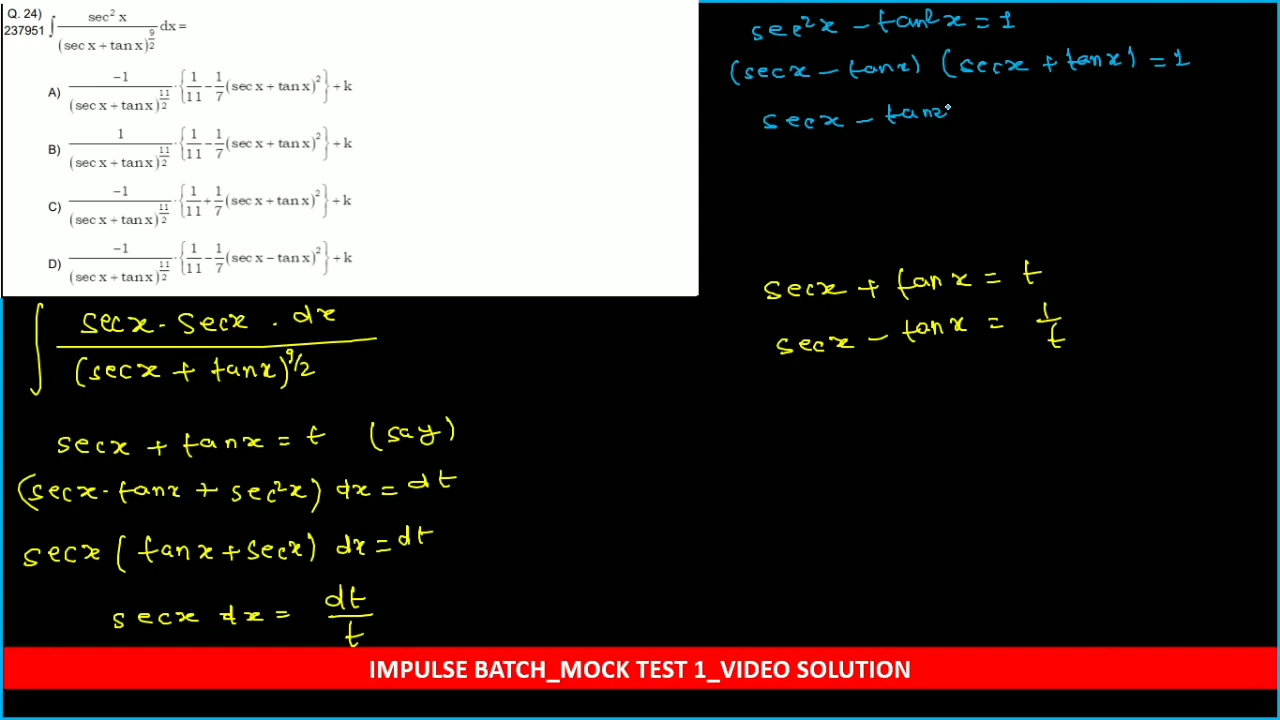 Q. 24)
237951 ∫ sec² x / (sec x + tan x)^(9/2) dx =
A) −1 / (sec x + tan x)^(11/2) · {1/11 − 1/7 (sec x + tan x)²} + k
B) 1 / (sec x + tan x)^(11/2) · {1/11 − 1/7 (sec x + tan x)²} + k
C) −1 / (sec x + tan x)^(11/2) · {1/11 + 1/7 (sec x + tan x)²} + k
D) −1 / (sec x + tan x)^(11/2) · {1/11 − 1/7 (sec x − tan x)²} + k
∫ secx · secx · dx / (secx + tanx)^(9/2)
secx + tanx = t (say)
(secx · tanx + sec²x) dx = dt
secx (tanx + secx) dx = dt
secx dx = dt / t
sec²x − tan²x = 1
(secx − tanx) (secx + tanx) = 1
secx − tanx
secx + tanx = t
secx − tanx = 1 / t
IMPULSE BATCH_MOCK TEST 1_VIDEO SOLUTION